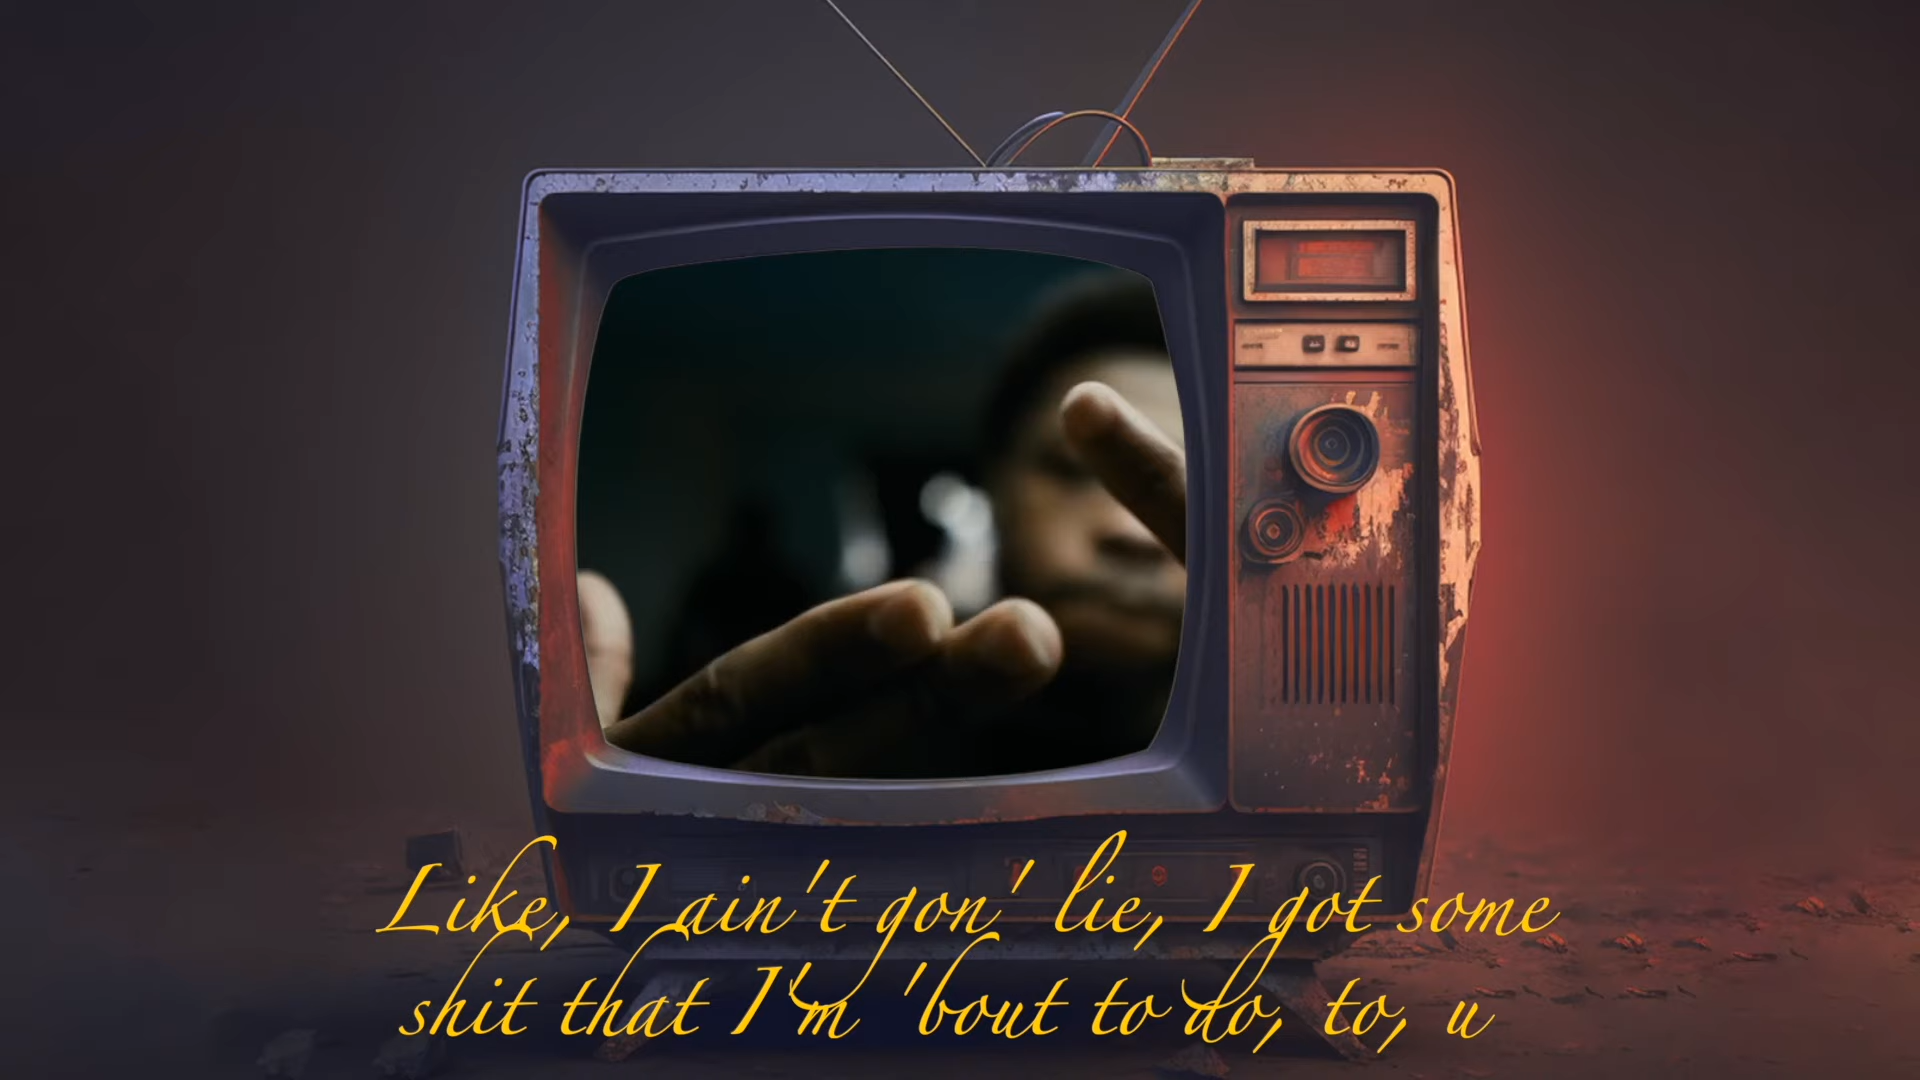 Like, I ain't gon' lie, I got some
shit that I'm 'bout to do, to, u